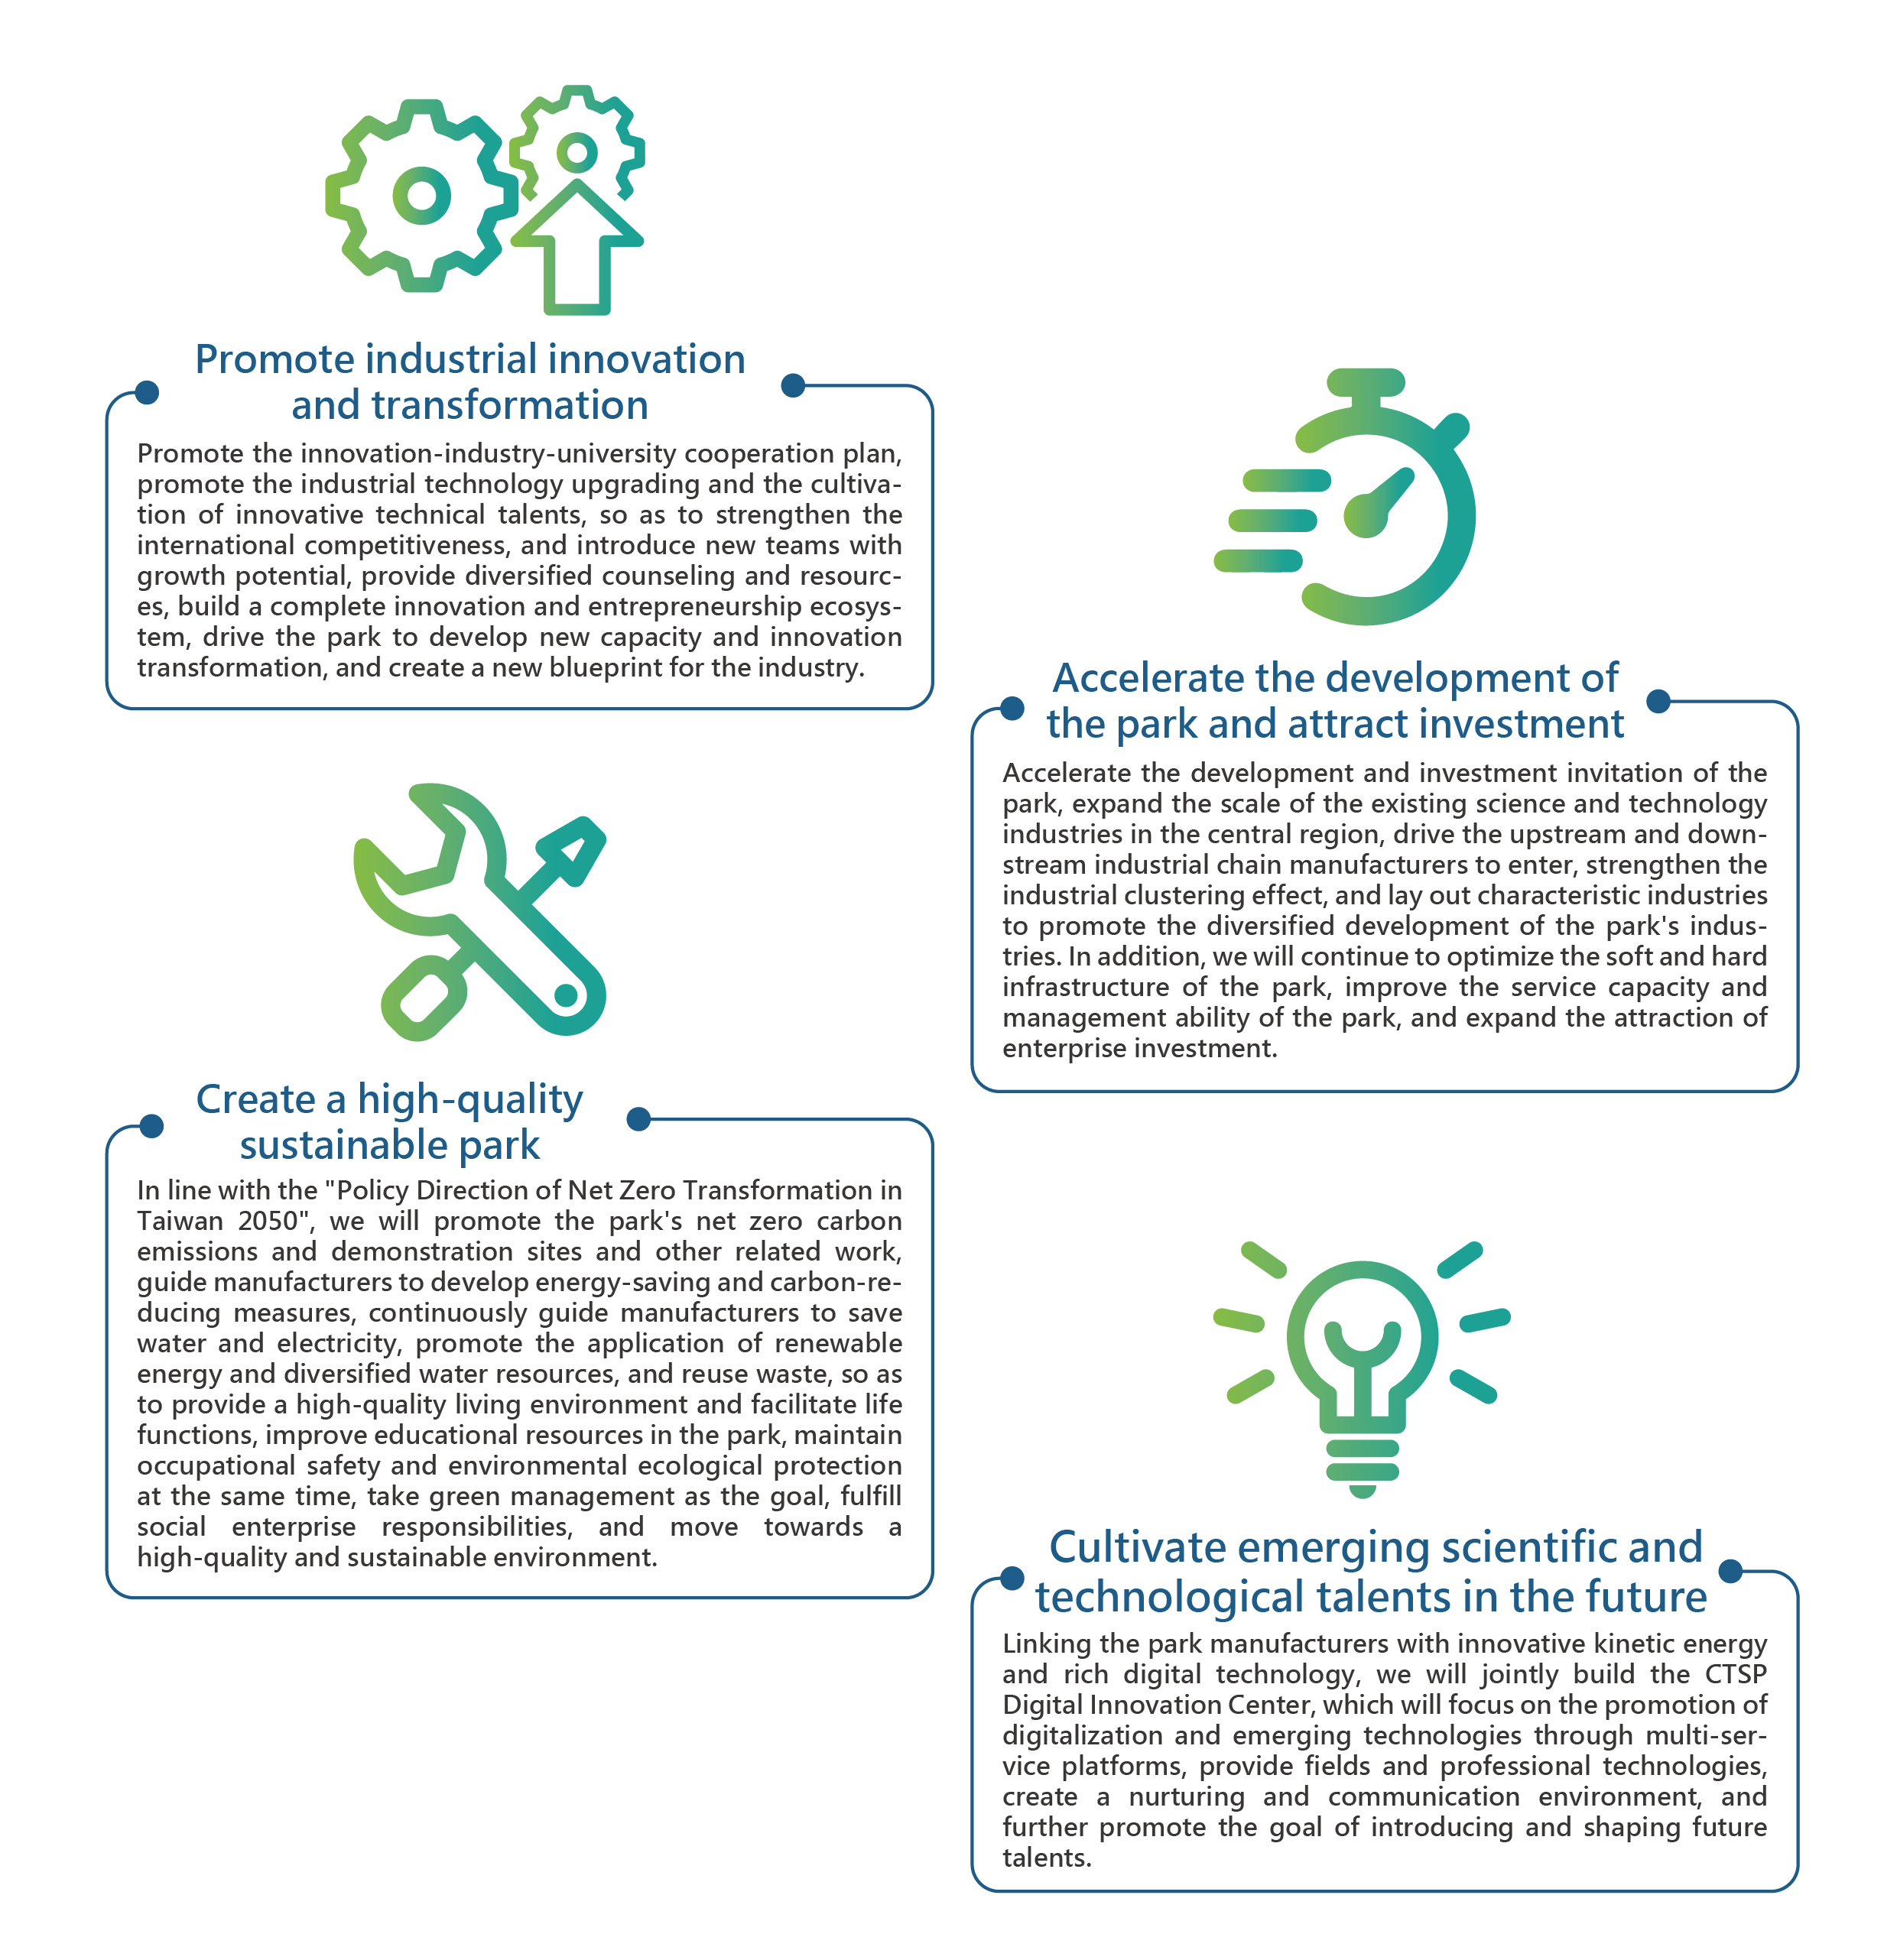 Promote industrial innovation
and transformation
Promote the innovation-industry-university cooperation plan,
promote the industrial technology upgrading and the cultiva-
tion of innovative technical talents, so as to strengthen the
international competitiveness, and introduce new teams with
growth potential, provide diversified counseling and resourc-
es, build a complete innovation and entrepreneurship ecosys-
tem, drive the park to develop new capacity and innovation
transformation, and create a new blueprint for the industry.
Accelerate the development of
the park and attract investment
Accelerate the development and investment invitation of the
park, expand the scale of the existing science and technology
industries in the central region, drive the upstream and down-
stream industrial chain manufacturers to enter, strengthen the
industrial clustering effect, and lay out characteristic industries
to promote the diversified development of the park's indus-
tries. In addition, we will continue to optimize the soft and hard
infrastructure of the park, improve the service capacity and
management ability of the park, and expand the attraction of
enterprise investment.
Create a high-quality
sustainable park
In line with the "Policy Direction of Net Zero Transformation in
Taiwan 2050", we will promote the park's net zero carbon
emissions and demonstration sites and other related work,
guide manufacturers to develop energy-saving and carbon-re-
ducing measures, continuously guide manufacturers to save
water and electricity, promote the application of renewable
energy and diversified water resources, and reuse waste, so as
to provide a high-quality living environment and facilitate life
functions, improve educational resources in the park, maintain
occupational safety and environmental ecological protection
at the same time, take green management as the goal, fulfill
social enterprise responsibilities, and move towards a
high-quality and sustainable environment.
Cultivate emerging scientific and
technological talents in the future
Linking the park manufacturers with innovative kinetic energy
and rich digital technology, we will jointly build the CTSP
Digital Innovation Center, which will focus on the promotion of
digitalization and emerging technologies through multi-ser-
vice platforms, provide fields and professional technologies,
create a nurturing and communication environment, and
further promote the goal of introducing and shaping future
talents.